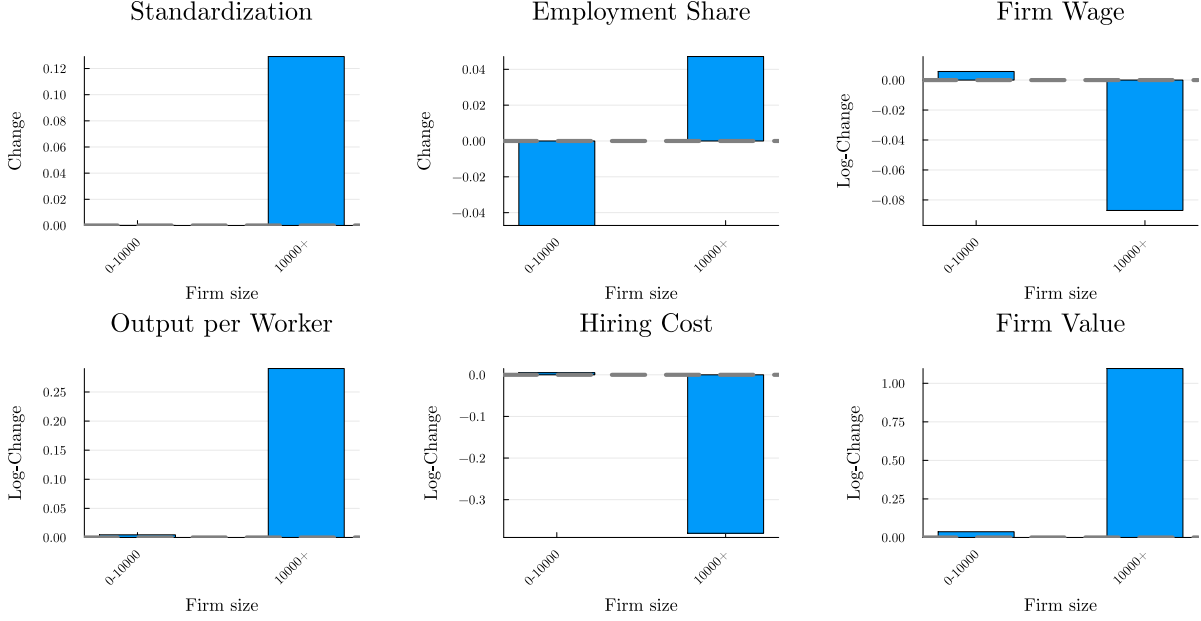 Standardization
Change
0.12
0.10
0.08
0.06
0.04
0.02
0.00
0-10000
10000+
Firm size
Employment Share
Change
0.04
0.02
0.00
−0.02
−0.04
0-10000
10000+
Firm size
Firm Wage
Log-Change
0.00
−0.02
−0.04
−0.06
−0.08
0-10000
10000+
Firm size
Output per Worker
Log-Change
0.25
0.20
0.15
0.10
0.05
0.00
0-10000
10000+
Firm size
Hiring Cost
Log-Change
0.0
−0.1
−0.2
−0.3
0-10000
10000+
Firm size
Firm Value
Log-Change
1.00
0.75
0.50
0.25
0.00
0-10000
10000+
Firm size